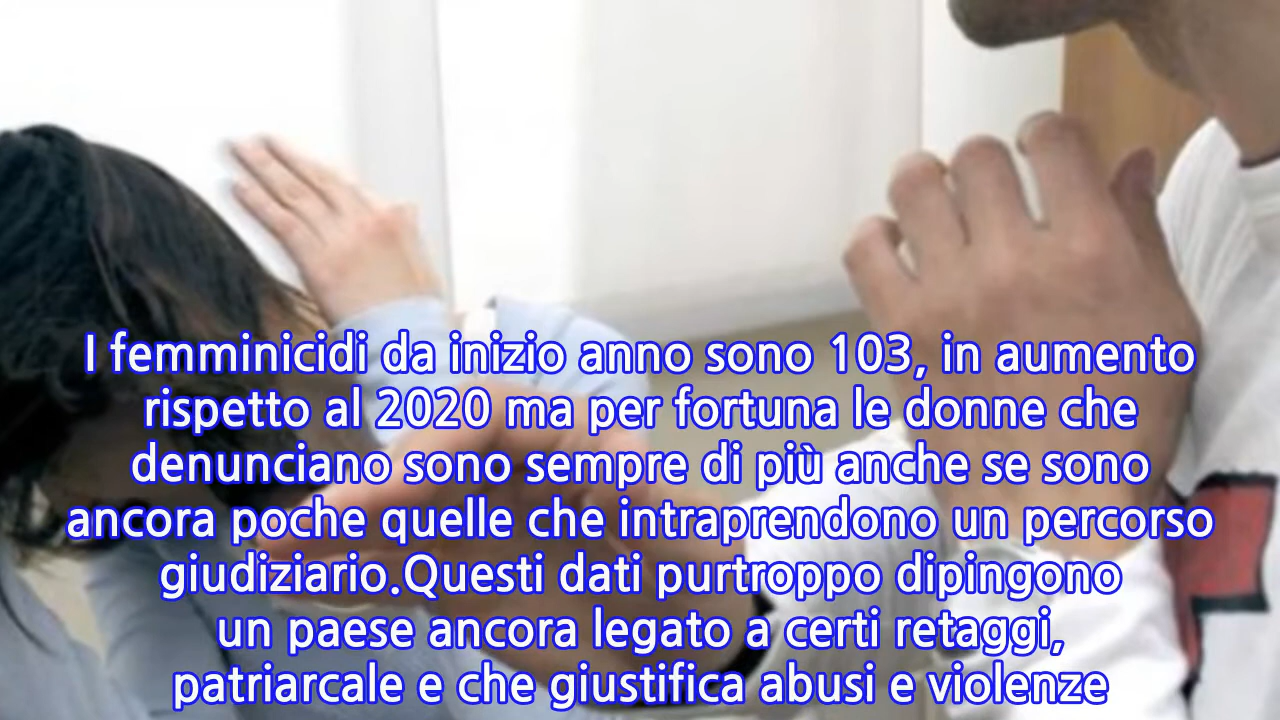 I femminicidi da inizio anno sono 103, in aumento
rispetto al 2020 ma per fortuna le donne che
denunciano sono sempre di più anche se sono
ancora poche quelle che intraprendono un percorso
giudiziario.Questi dati purtroppo dipingono
un paese ancora legato a certi retaggi,
patriarcale e che giustifica abusi e violenze